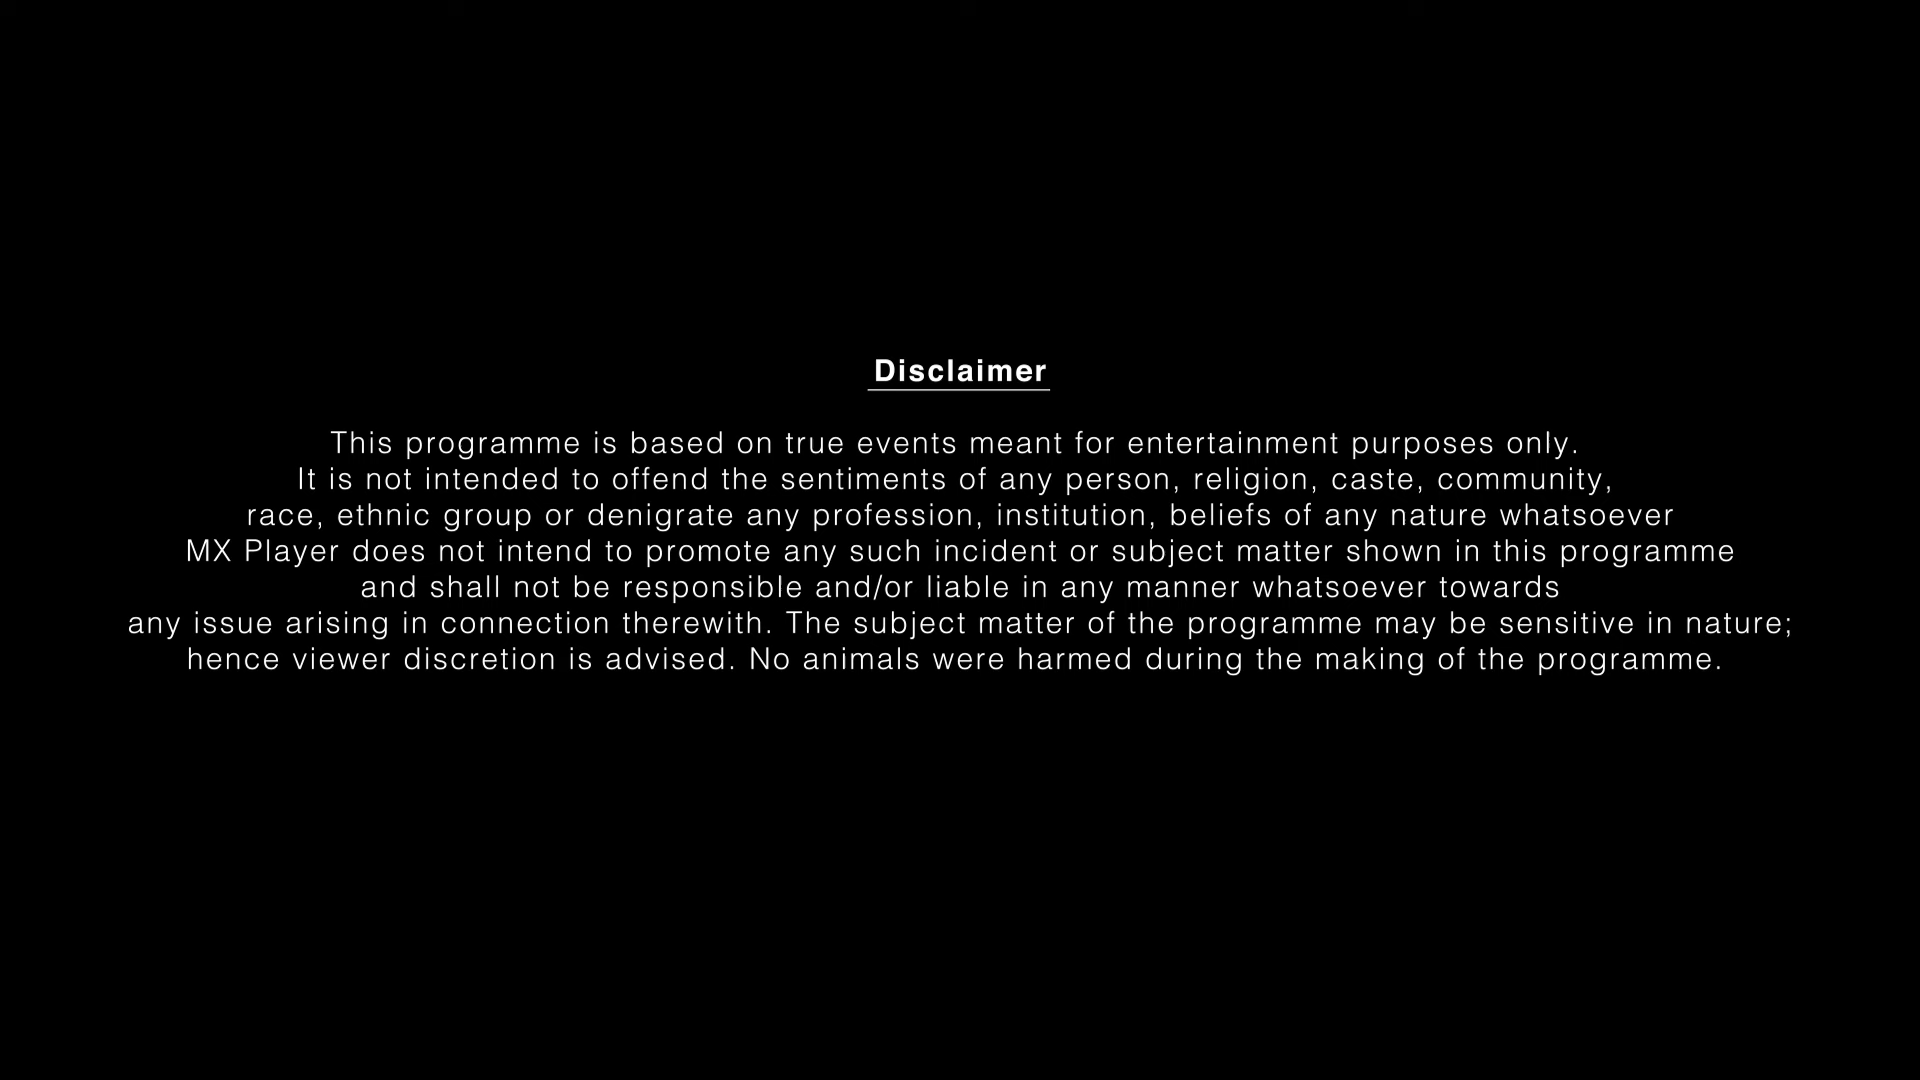 Disclaimer
This programme is based on true events meant for entertainment purposes only.
It is not intended to offend the sentiments of any person, religion, caste, community,
race, ethnic group or denigrate any profession, institution, beliefs of any nature whatsoever
MX Player does not intend to promote any such incident or subject matter shown in this programme
and shall not be responsible and/or liable in any manner whatsoever towards
any issue arising in connection therewith. The subject matter of the programme may be sensitive in nature;
hence viewer discretion is advised. No animals were harmed during the making of the programme.